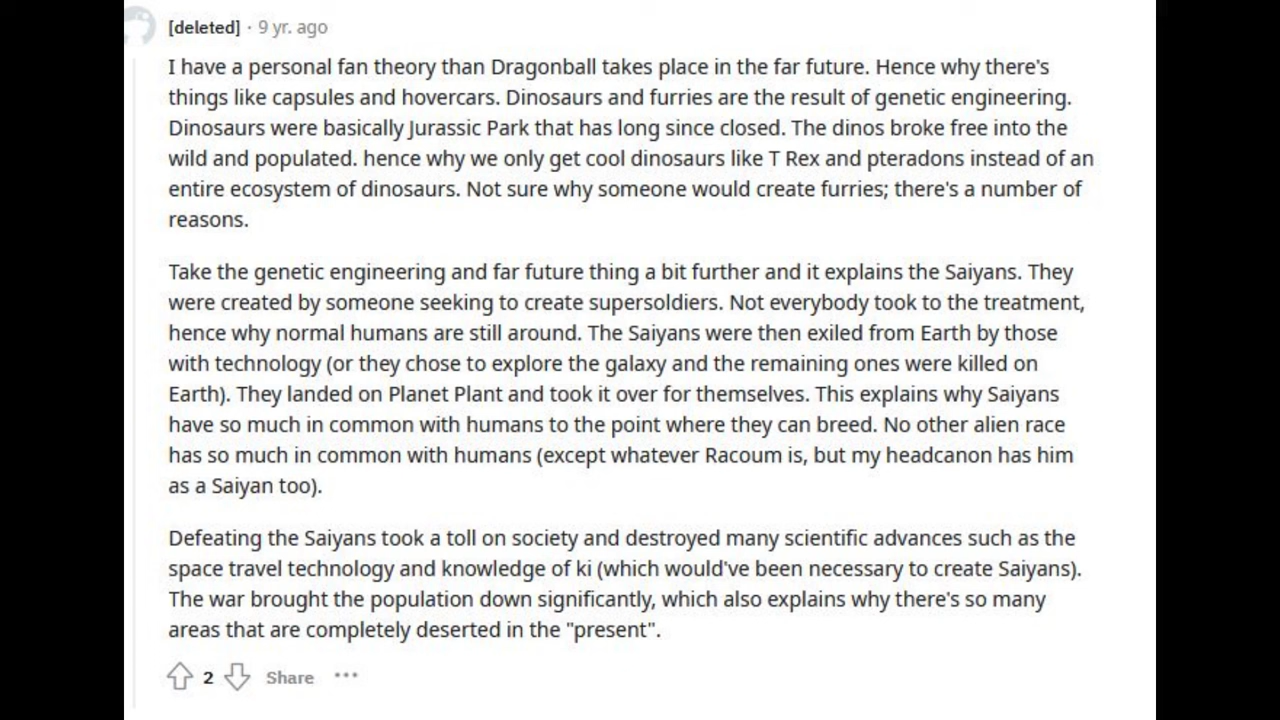 [deleted] · 9 yr. ago
I have a personal fan theory than Dragonball takes place in the far future. Hence why there's
things like capsules and hovercars. Dinosaurs and furries are the result of genetic engineering.
Dinosaurs were basically Jurassic Park that has long since closed. The dinos broke free into the
wild and populated. hence why we only get cool dinosaurs like T Rex and pteradons instead of an
entire ecosystem of dinosaurs. Not sure why someone would create furries; there's a number of
reasons.
Take the genetic engineering and far future thing a bit further and it explains the Saiyans. They
were created by someone seeking to create supersoldiers. Not everybody took to the treatment,
hence why normal humans are still around. The Saiyans were then exiled from Earth by those
with technology (or they chose to explore the galaxy and the remaining ones were killed on
Earth). They landed on Planet Plant and took it over for themselves. This explains why Saiyans
have so much in common with humans to the point where they can breed. No other alien race
has so much in common with humans (except whatever Racoum is, but my headcanon has him
as a Saiyan too).
Defeating the Saiyans took a toll on society and destroyed many scientific advances such as the
space travel technology and knowledge of ki (which would've been necessary to create Saiyans).
The war brought the population down significantly, which also explains why there's so many
areas that are completely deserted in the "present".
2 Share ···